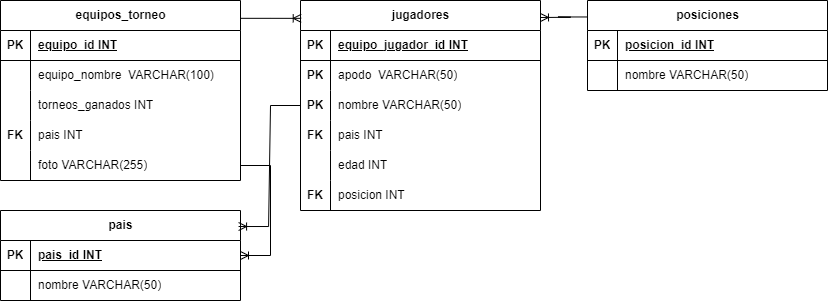 equipos_torneo
PK equipo_id INT
equipo_nombre VARCHAR(100)
torneos_ganados INT
FK pais INT
foto VARCHAR(255)
jugadores
PK equipo_jugador_id INT
PK apodo VARCHAR(50)
PK nombre VARCHAR(50)
FK pais INT
edad INT
FK posicion INT
posiciones
PK posicion_id INT
nombre VARCHAR(50)
pais
PK pais_id INT
nombre VARCHAR(50)